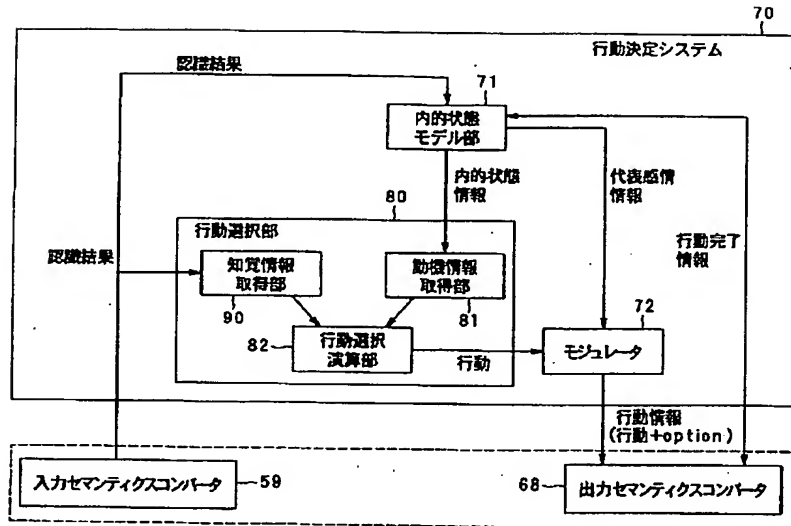 70
行動決定システム
認識結果
71
内的状態
モデル部
内的状態
情報
代表感情
情報
80
行動選択部
認識結果
行動完了
情報
知覚情報
取得部
動機情報
取得部
90
81
82
行動選択
演算部
行動
72
モジュレータ
行動情報
(行動+option)
入力セマンティクスコンバータ
59
68
出力セマンティクスコンバータ